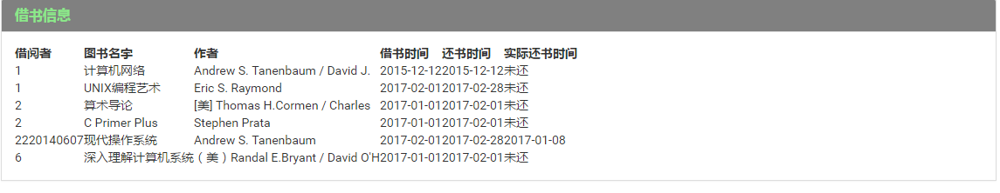 借书信息
借阅者 图书名字 作者 借书时间 还书时间 实际还书时间
1 计算机网络 Andrew S. Tanenbaum / David J. 2015-12-12 2015-12-12 未还
1 UNIX编程艺术 Eric S. Raymond 2017-02-01 2017-02-28 未还
2 算术导论 [美] Thomas H.Cormen / Charles 2017-01-01 2017-02-01 未还
2 C Primer Plus Stephen Prata 2017-01-01 2017-02-01 未还
2220140607 现代操作系统 Andrew S. Tanenbaum 2017-02-01 2017-02-28 2017-01-08
6 深入理解计算机系统 (美）Randal E.Bryant / David O'H 2017-01-01 2017-02-01 未还